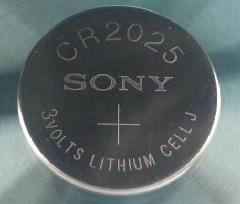 CR2025
SONY
+
3VOLTS LITHIUM CELL J